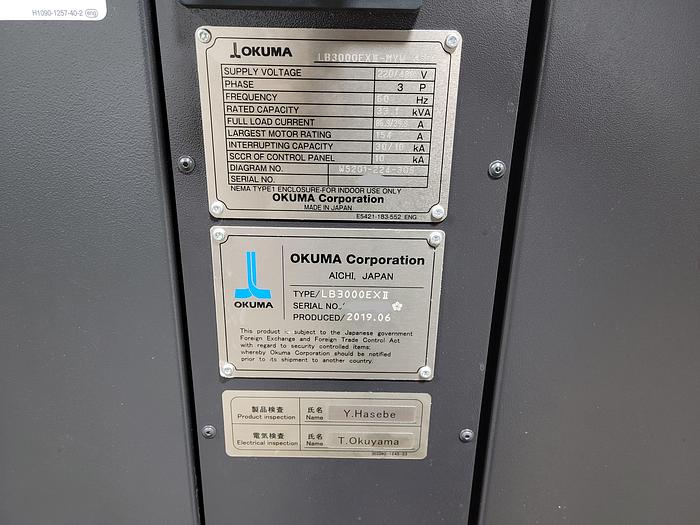 H1090-1257-40-2 eng
OKUMA
SUPPLY VOLTAGE 220/480 V
PHASE 3 P
FREQUENCY 60 Hz
RATED CAPACITY kVA
FULL LOAD CURRENT A
LARGEST MOTOR RATING A
INTERRUPTING CAPACITY 30/18 kA
SCCR OF CONTROL PANEL 10 kA
DIAGRAM NO.
SERIAL NO.
NEMA TYPE1 ENCLOSURE-FOR INDOOR USE ONLY
OKUMA Corporation
MADE IN JAPAN
E5421-183-552 ENG
OKUMA Corporation
AICHI, JAPAN
OKUMA
TYPE/LB3000EXⅡ
SERIAL NO.
PRODUCED/2019.06
This product is subject to the Japanese government
Foreign Exchange and Foreign Trade Control Act
with regard to security controlled items;
whereby Okuma Corporation should be notified
prior to its shipment to another country.
製品検査 氏名 Y.Hasebe
Product inspection Name
電気検査 氏名 T.Okuyama
Electrical inspection Name